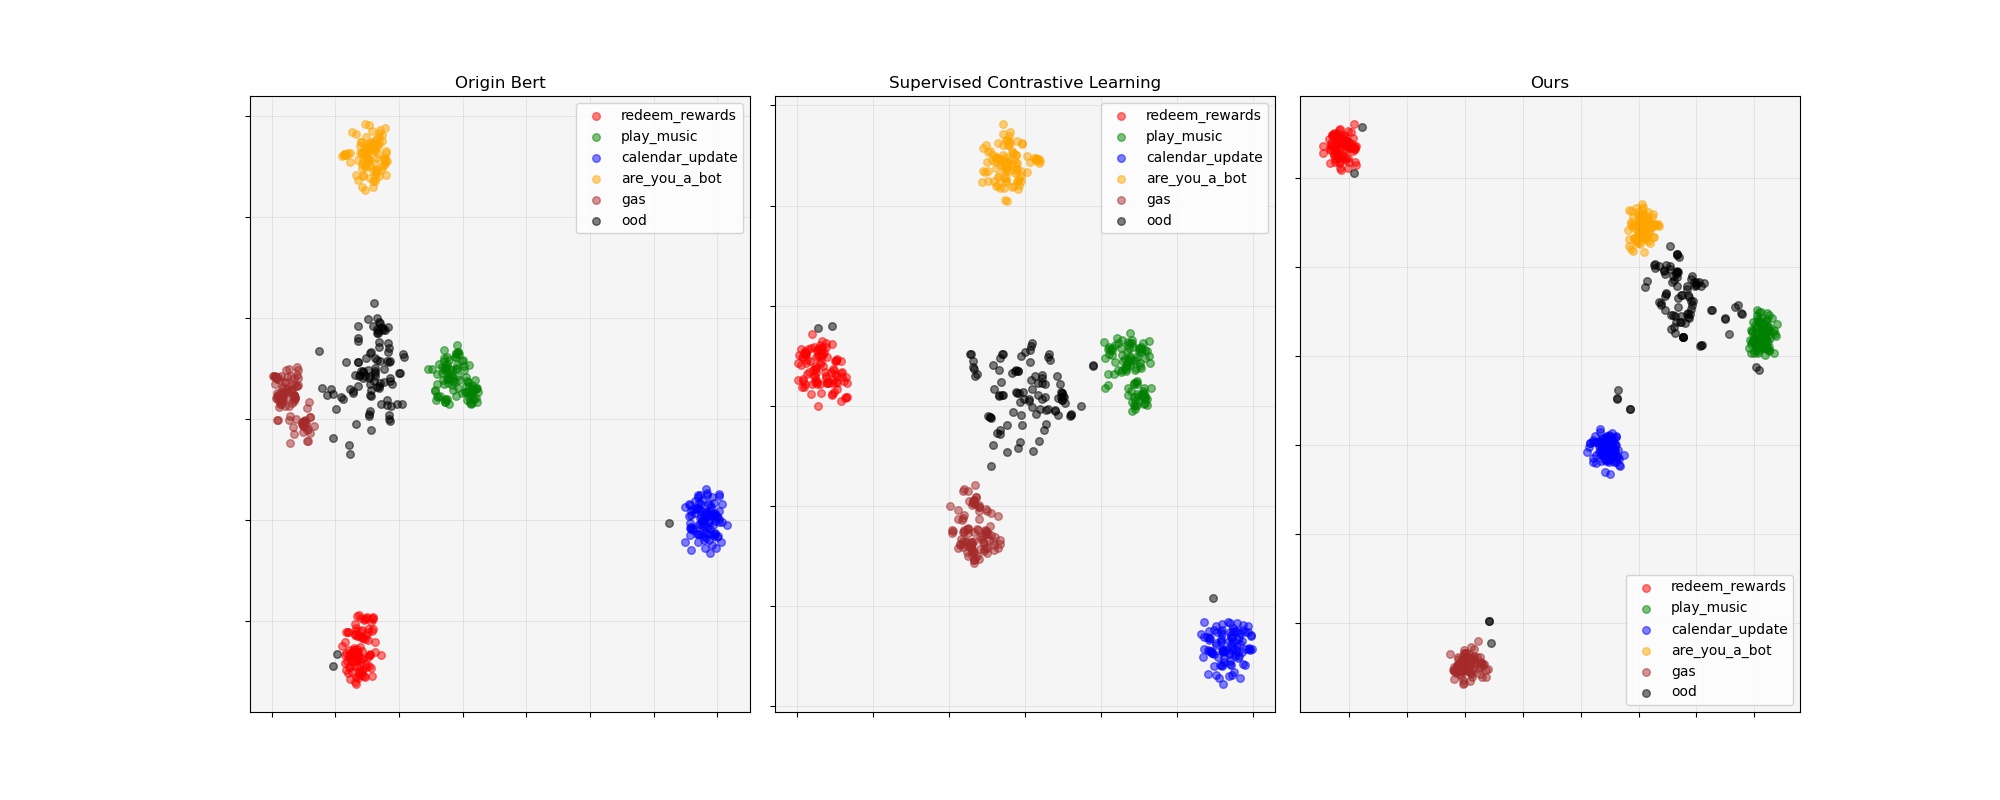 Origin Bert
redeem_rewards
play_music
calendar_update
are_you_a_bot
gas
ood
Supervised Contrastive Learning
redeem_rewards
play_music
calendar_update
are_you_a_bot
gas
ood
Ours
redeem_rewards
play_music
calendar_update
are_you_a_bot
gas
ood